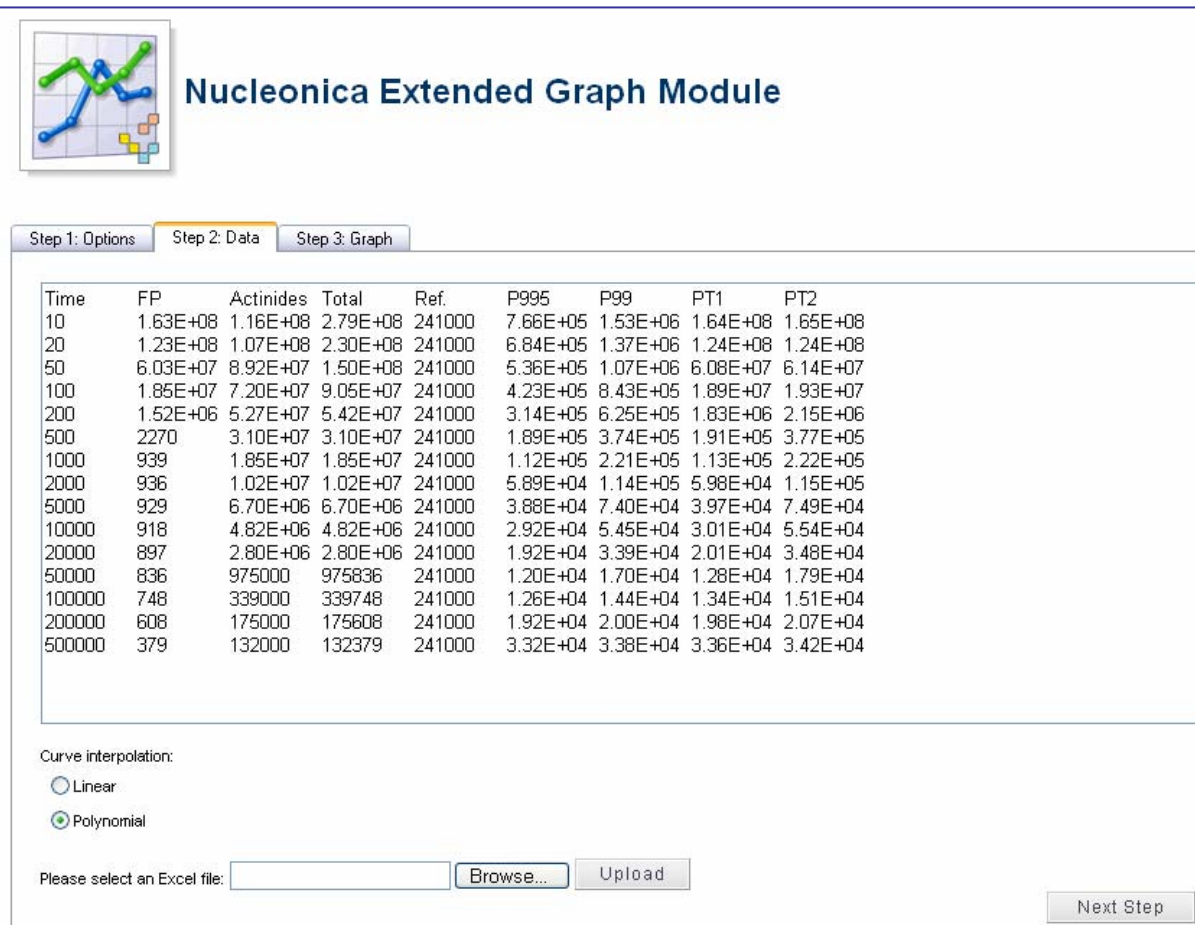 Nucleonica Extended Graph Module
Step 1: Options Step 2: Data Step 3: Graph
Time FP Actinides Total Ref. P995 P99 PT1 PT2
10 1.63E+08 1.16E+08 2.79E+08 241000 7.66E+05 1.53E+06 1.64E+08 1.65E+08
20 1.23E+08 1.07E+08 2.30E+08 241000 6.84E+05 1.37E+06 1.24E+08 1.24E+08
50 6.03E+07 8.92E+07 1.50E+08 241000 5.36E+05 1.07E+06 6.08E+07 6.14E+07
100 1.85E+07 7.20E+07 9.05E+07 241000 4.23E+05 8.43E+05 1.89E+07 1.93E+07
200 1.52E+06 5.27E+07 5.42E+07 241000 3.14E+05 6.25E+05 1.83E+06 2.15E+06
500 2270 3.10E+07 3.10E+07 241000 1.89E+05 3.74E+05 1.91E+05 3.77E+05
1000 939 1.85E+07 1.85E+07 241000 1.12E+05 2.21E+05 1.13E+05 2.22E+05
2000 936 1.02E+07 1.02E+07 241000 5.89E+04 1.14E+05 5.98E+04 1.15E+05
5000 929 6.70E+06 6.70E+06 241000 3.88E+04 7.40E+04 3.97E+04 7.49E+04
10000 918 4.82E+06 4.82E+06 241000 2.92E+04 5.45E+04 3.01E+04 5.54E+04
20000 897 2.80E+06 2.80E+06 241000 1.92E+04 3.39E+04 2.01E+04 3.48E+04
50000 836 975000 975836 241000 1.20E+04 1.70E+04 1.28E+04 1.79E+04
100000 748 339000 339748 241000 1.26E+04 1.44E+04 1.34E+04 1.51E+04
200000 608 175000 175608 241000 1.92E+04 2.00E+04 1.98E+04 2.07E+04
500000 379 132000 132379 241000 3.32E+04 3.38E+04 3.36E+04 3.42E+04
Curve interpolation:
Linear
Polynomial
Please select an Excel file: Browse... Upload
Next Step